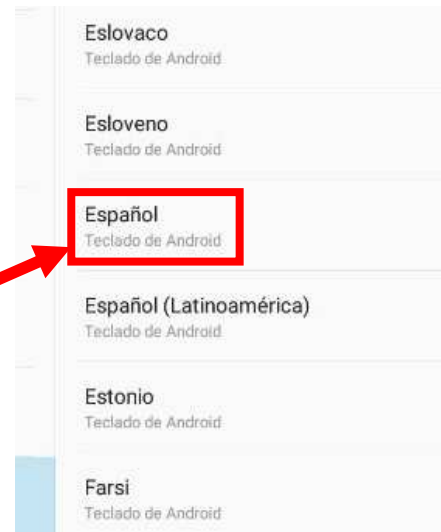 Eslovaco
Teclado de Android
Esloveno
Teclado de Android
Español
Teclado de Android
Español (Latinoamérica)
Teclado de Android
Estonio
Teclado de Android
Farsi
Teclado de Android